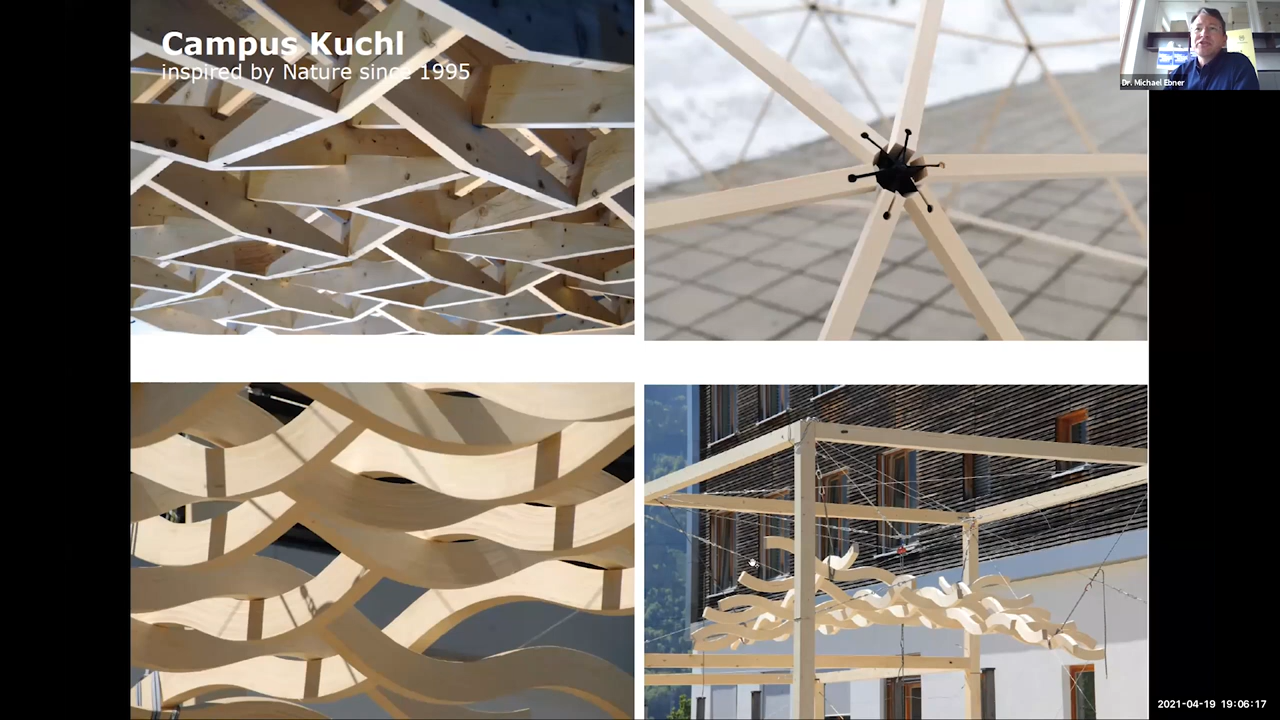 Campus Kuchl
inspired by Nature since 1995
Dr. Michael Ebner
2021-04-19 19:06:17